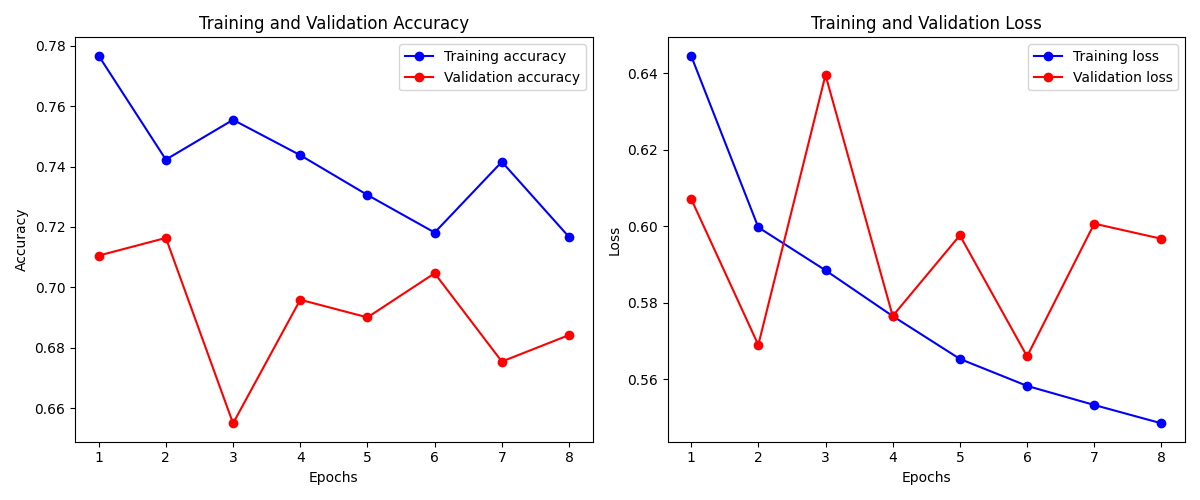 Training and Validation Accuracy
0.78
0.76
0.74
0.72
0.70
0.68
0.66
Accuracy
Training accuracy
Validation accuracy
1 2 3 4 5 6 7 8
Epochs
Training and Validation Loss
0.64
0.62
0.60
0.58
0.56
Loss
Training loss
Validation loss
1 2 3 4 5 6 7 8
Epochs